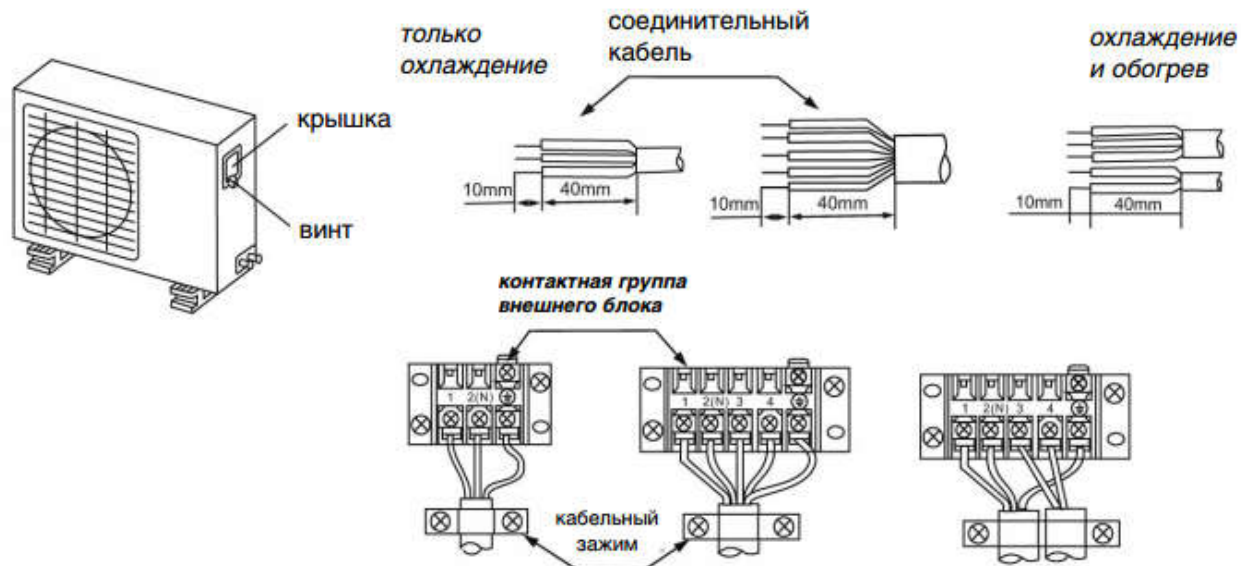 только
охлаждение
соединительный
кабель
охлаждение
и обогрев
крышка
винт
10mm
40mm
10mm
40mm
10mm
40mm
контактная группа
внешнего блока
1 2(N)
1 2(N) 3 4
1 2(N) 3 4
кабельный
зажим